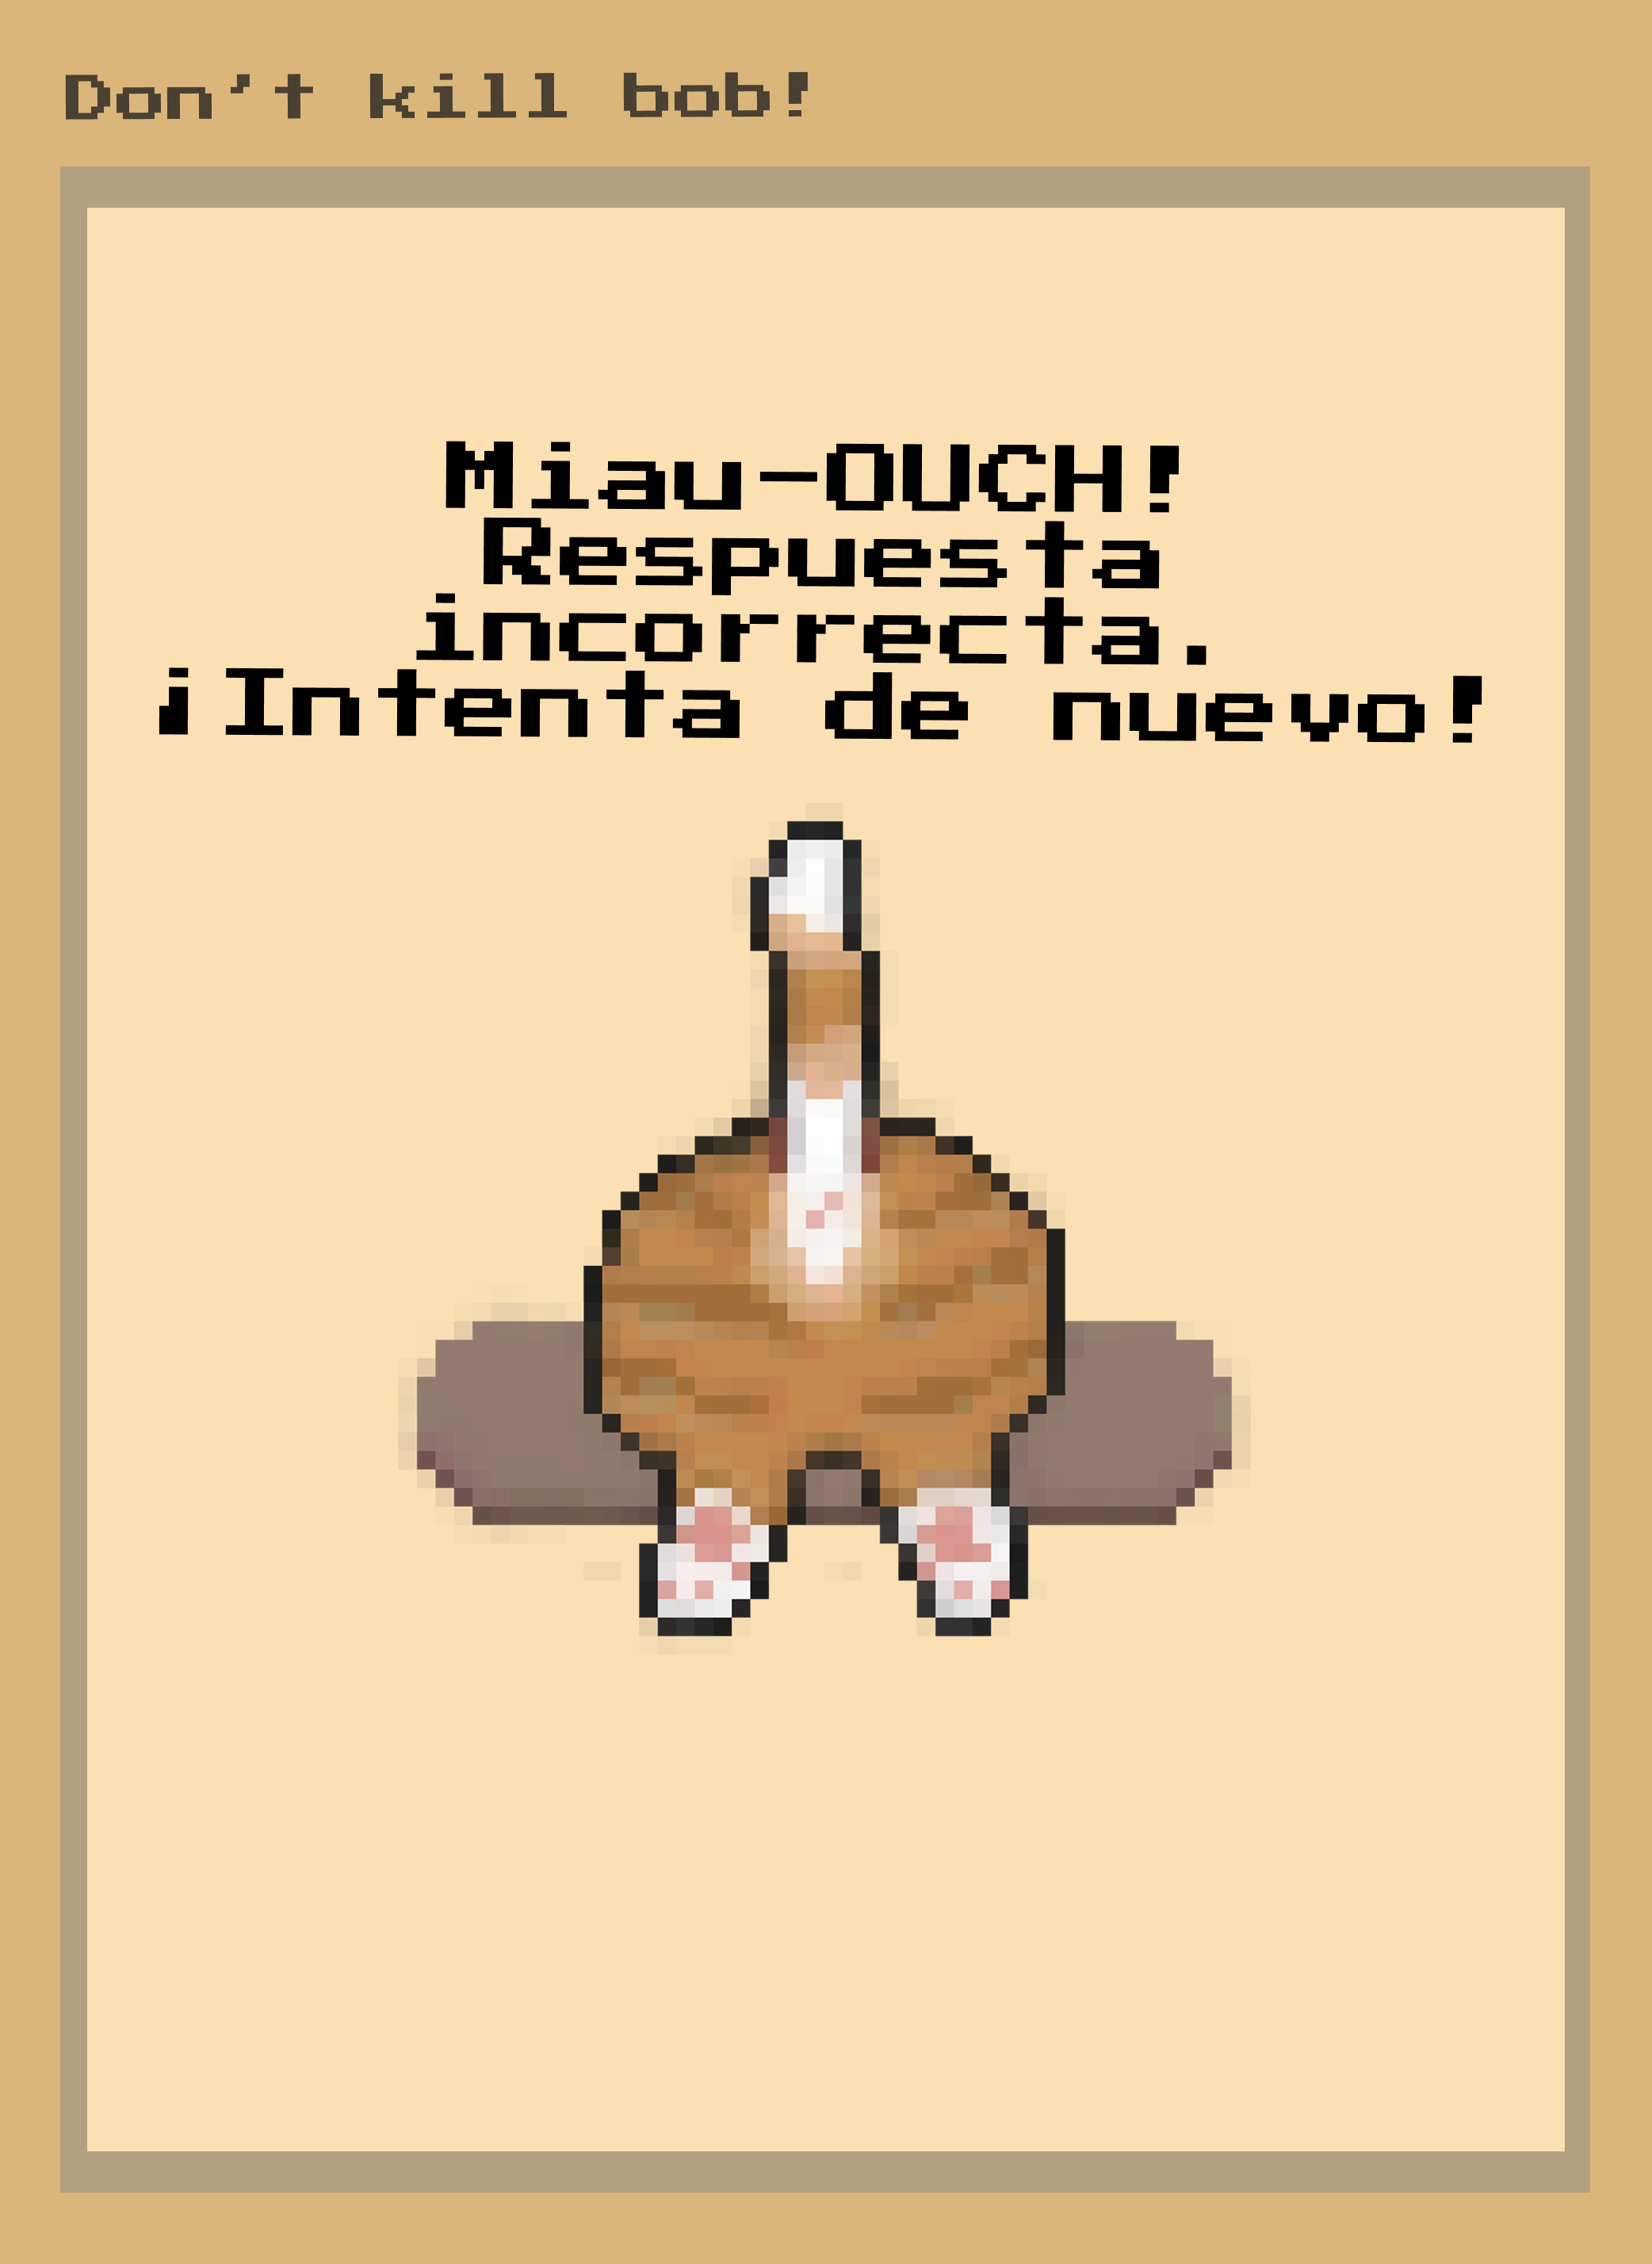 Don't kill bob!
Miau-OUCH!
Respuesta
incorrecta.
¡Intenta de nuevo!